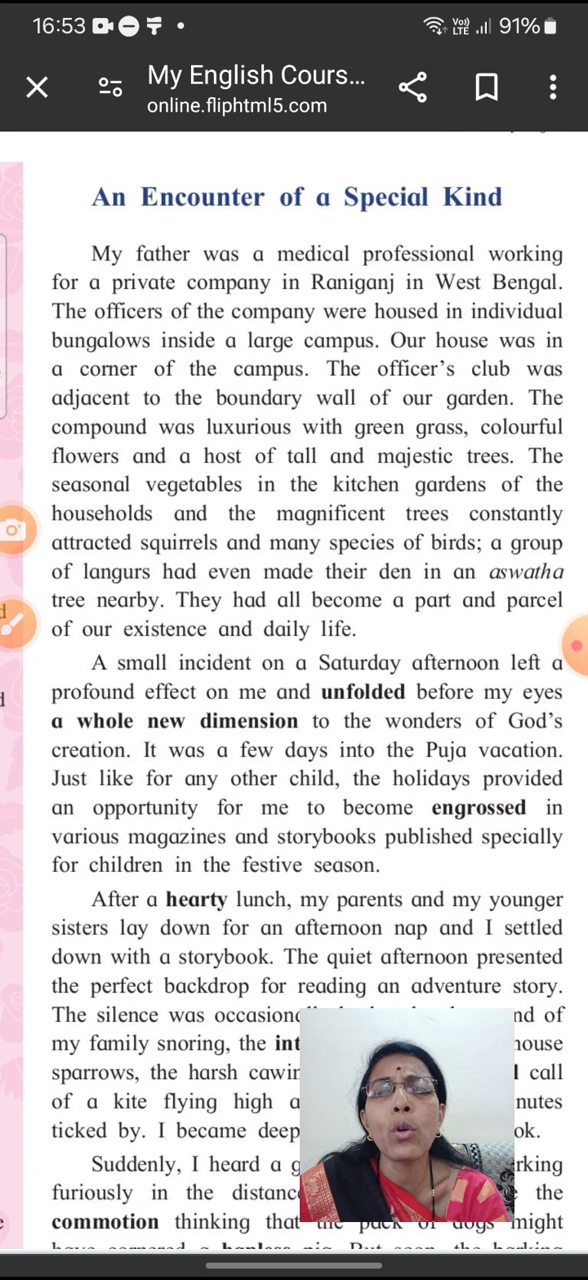 16:53
Vo) LTE 91%
My English Cours...
online.fliphtml5.com
An Encounter of a Special Kind
My father was a medical professional working
for a private company in Raniganj in West Bengal.
The officers of the company were housed in individual
bungalows inside a large campus. Our house was in
a corner of the campus. The officer's club was
adjacent to the boundary wall of our garden. The
compound was luxurious with green grass, colourful
flowers and a host of tall and majestic trees. The
seasonal vegetables in the kitchen gardens of the
households and the magnificent trees constantly
attracted squirrels and many species of birds; a group
of langurs had even made their den in an aswatha
tree nearby. They had all become a part and parcel
of our existence and daily life.
A small incident on a Saturday afternoon left a
profound effect on me and unfolded before my eyes
a whole new dimension to the wonders of God's
creation. It was a few days into the Puja vacation.
Just like for any other child, the holidays provided
an opportunity for me to become engrossed in
various magazines and storybooks published specially
for children in the festive season.
After a hearty lunch, my parents and my younger
sisters lay down for an afternoon nap and I settled
down with a storybook. The quiet afternoon presented
the perfect backdrop for reading an adventure story.
The silence was of
my family snoring, the
sparrows, the harsh call
of a kite flying high
ticked by. I became
Suddenly, I heard a
furiously in the the
commotion thinking that the pack of dogs might